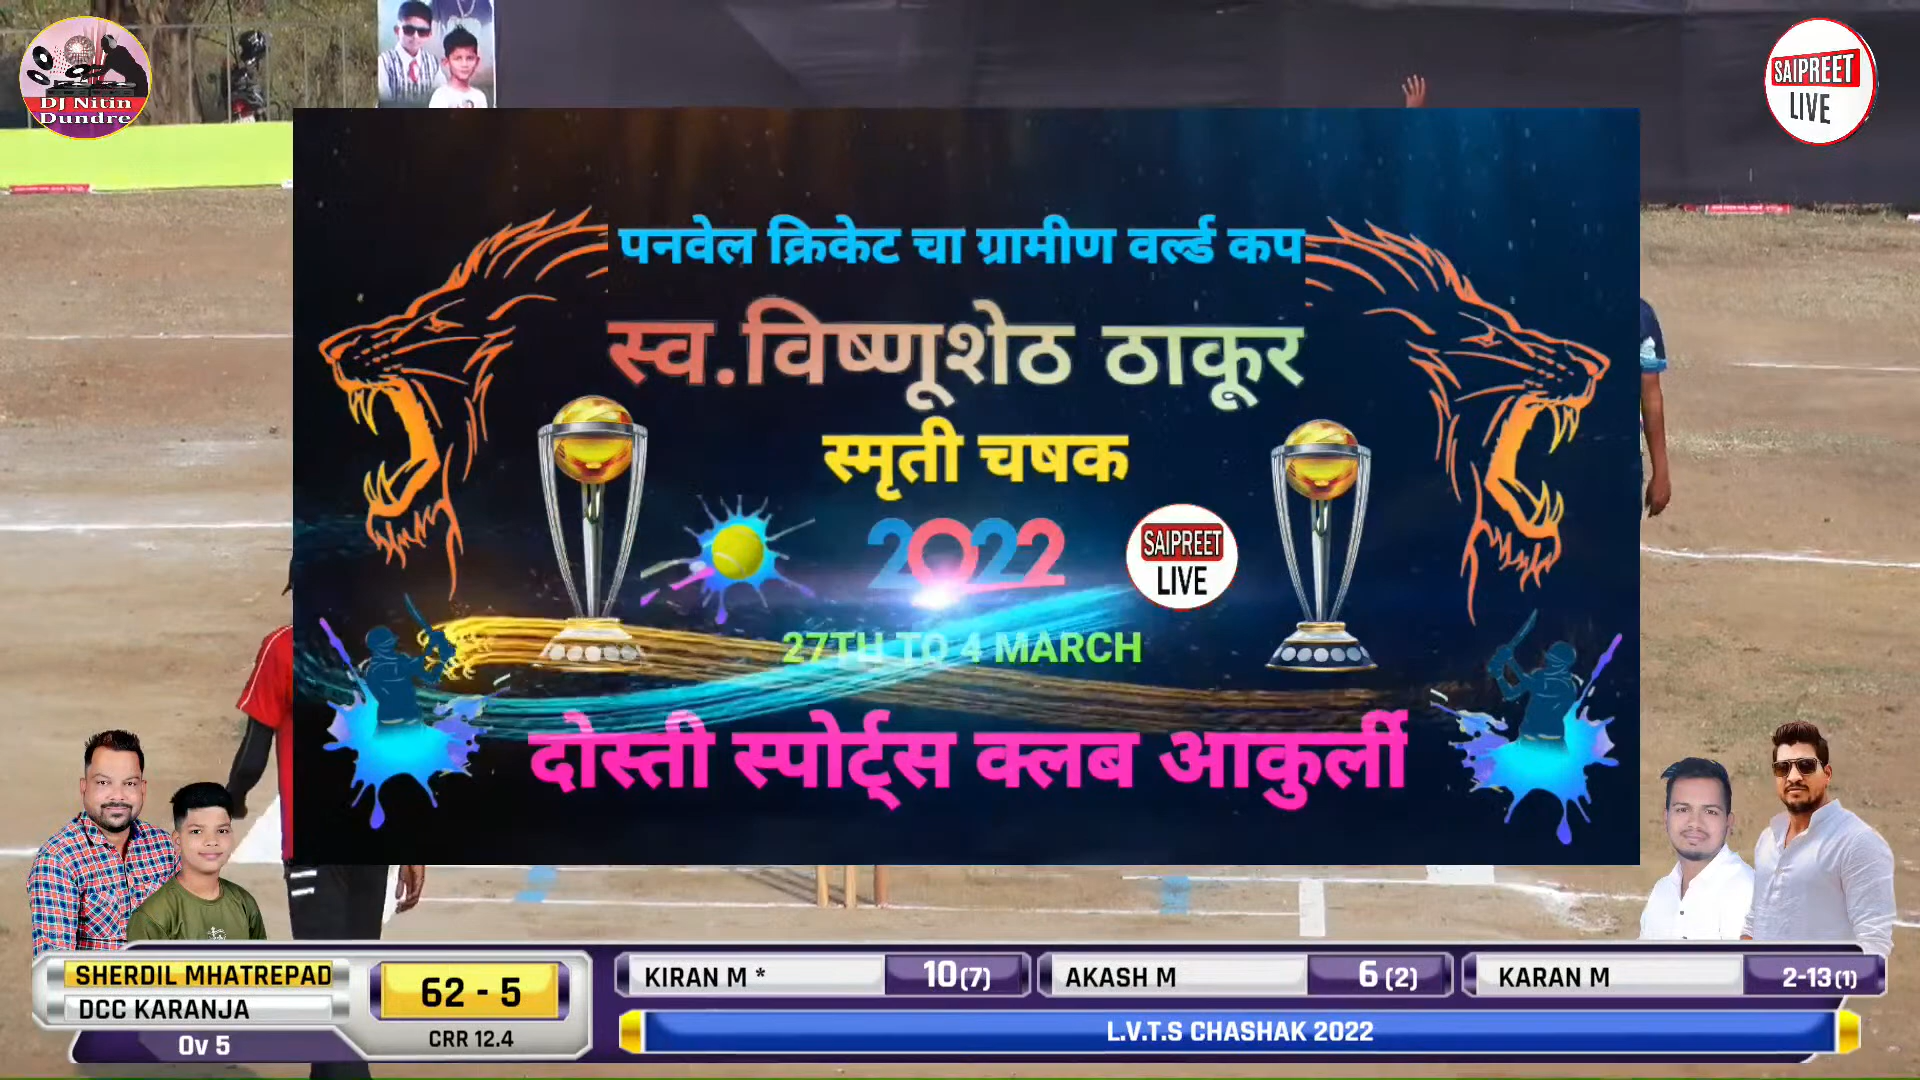 DJ Nitin
Dundre
SAIPREET
LIVE
पनवेल क्रिकेट चा ग्रामीण वर्ल्ड कप
स्व.विष्णूशेठ ठाकूर
स्मृती चषक
2022
SAIPREET
LIVE
27TH TO 4 MARCH
दोस्ती स्पोर्ट्स क्लब आकुर्ली
SHERDIL MHATREPAD
DCC KARANJA
62 - 5
CRR 12.4
Ov 5
KIRAN M * 10(7)
AKASH M 6 (2)
KARAN M 2-13(1)
L.V.T.S CHASHAK 2022